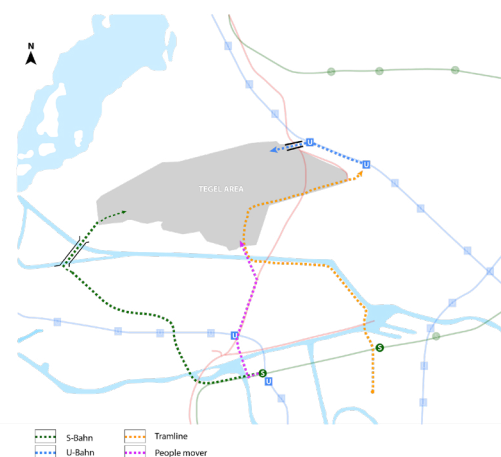 N
U
U
TEGEL AREA
U
S
S
U
S-Bahn
Tramline
U-Bahn
People mover